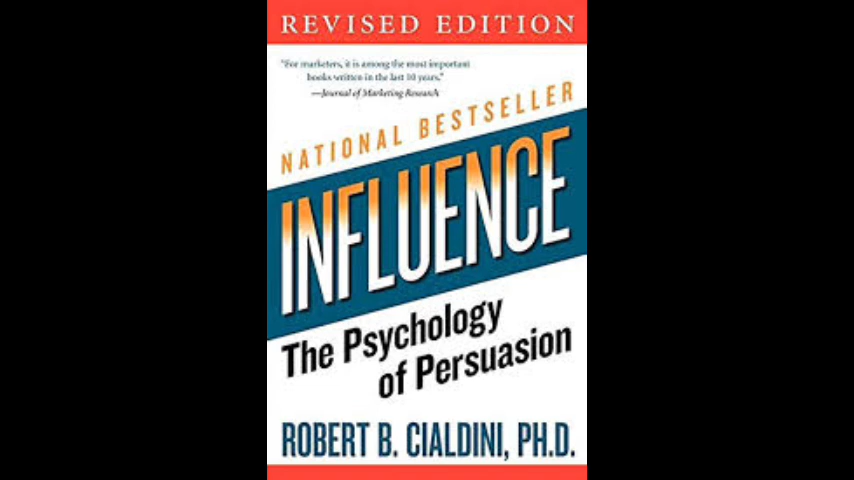 REVISED EDITION
"For marketers, it is among the most important
books written in the last 10 years."
—Journal of Marketing Research
NATIONAL BESTSELLER
INFLUENCE
The Psychology
of Persuasion
ROBERT B. CIALDINI, PH.D.